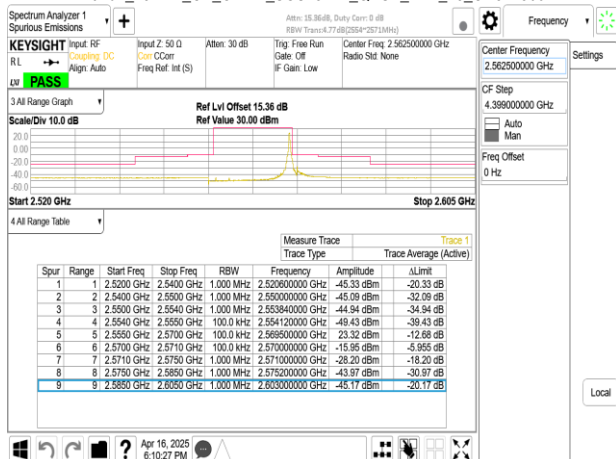 Spectrum Analyzer 1
Spurious Emissions
Attn: 15.36dB, Duty Corr: 0 dB
RBW Trans:4.77dB(2554~2571MHz)
Frequency
KEYSIGHT Input: RF
RL
Coupling: DC
Align: Auto
LXI PASS
Input Z: 50 Ω
Corr CCorr
Freq Ref: Int (S)
Atten: 30 dB
Trig: Free Run
Gate: Off
IF Gain: Low
Center Freq: 2.562500000 GHz
Radio Std: None
Center Frequency
2.562500000 GHz
Settings
CF Step
4.399000000 GHz
Auto
Man
Freq Offset
0 Hz
Local
3 All Range Graph
Scale/Div 10.0 dB
Ref Lvl Offset 15.36 dB
Ref Value 30.00 dBm
20.0
0.00
-20.0
-40.0
-60.0
Start 2.520 GHz
Stop 2.605 GHz
4 All Range Table
Measure Trace Trace 1
Trace Type Trace Average (Active)
Spur Range Start Freq Stop Freq RBW Frequency Amplitude ΔLimit
1 1 2.5200 GHz 2.5400 GHz 1.000 MHz 2.520600000 GHz -45.33 dBm -20.33 dB
2 2 2.5400 GHz 2.5500 GHz 1.000 MHz 2.550000000 GHz -45.09 dBm -32.09 dB
3 3 2.5500 GHz 2.5540 GHz 1.000 MHz 2.553840000 GHz -44.94 dBm -34.94 dB
4 4 2.5540 GHz 2.5550 GHz 100.0 kHz 2.554120000 GHz -49.43 dBm -39.43 dB
5 5 2.5550 GHz 2.5700 GHz 100.0 kHz 2.569500000 GHz 23.32 dBm -12.68 dB
6 6 2.5700 GHz 2.5710 GHz 100.0 kHz 2.570000000 GHz -15.95 dBm -5.955 dB
7 7 2.5710 GHz 2.5750 GHz 1.000 MHz 2.571000000 GHz -28.20 dBm -18.20 dB
8 8 2.5750 GHz 2.5850 GHz 1.000 MHz 2.575200000 GHz -43.97 dBm -30.97 dB
9 9 2.5850 GHz 2.6050 GHz 1.000 MHz 2.603000000 GHz -45.17 dBm -20.17 dB
Apr 16, 2025
6:10:27 PM